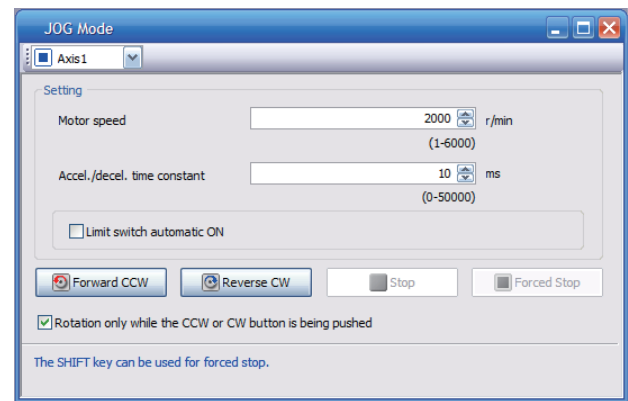 JOG Mode
Axis1
Setting
Motor speed 2000 r/min
(1-6000)
Accel./decel. time constant 10 ms
(0-50000)
Limit switch automatic ON
Forward CCW Reverse CW Stop Forced Stop
Rotation only while the CCW or CW button is being pushed
The SHIFT key can be used for forced stop.